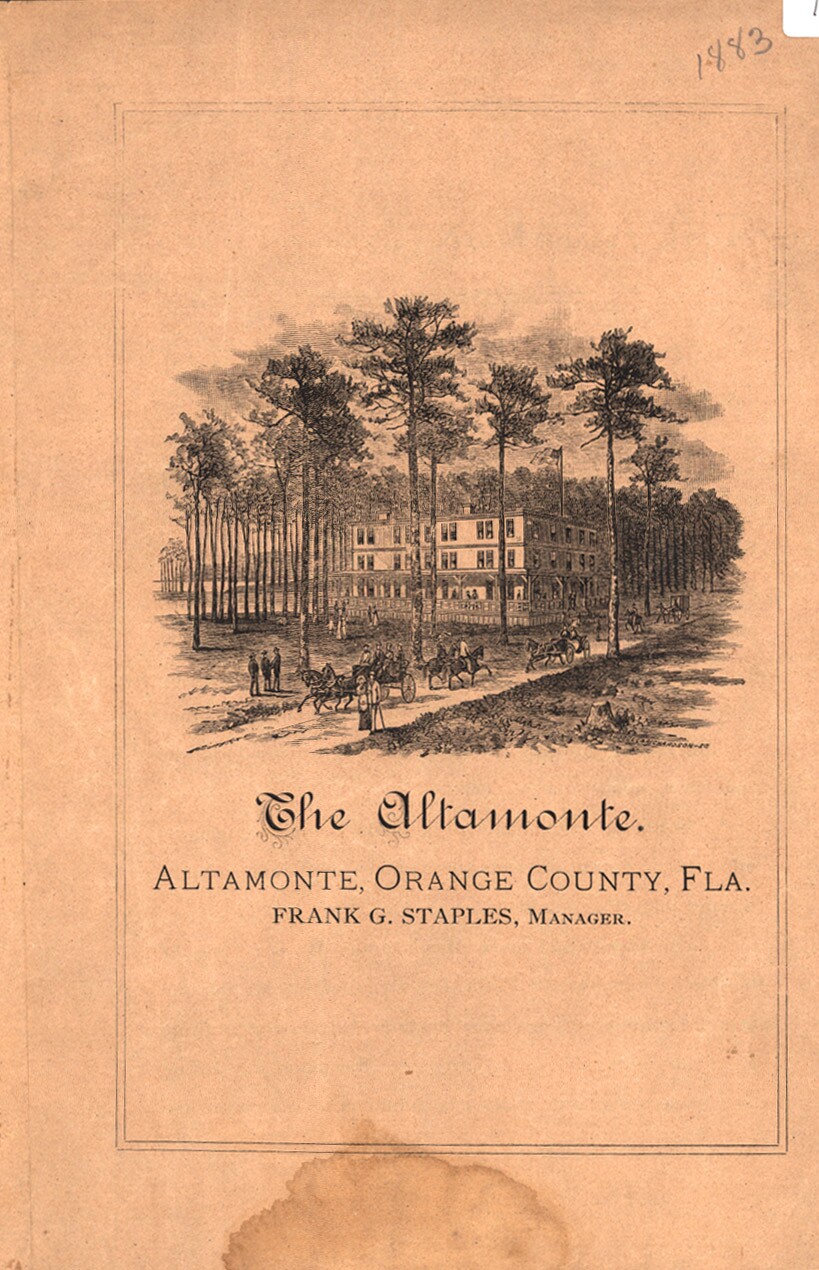 1883
The Altamonte.
ALTAMONTE, ORANGE COUNTY, FLA.
FRANK G. STAPLES, MANAGER.